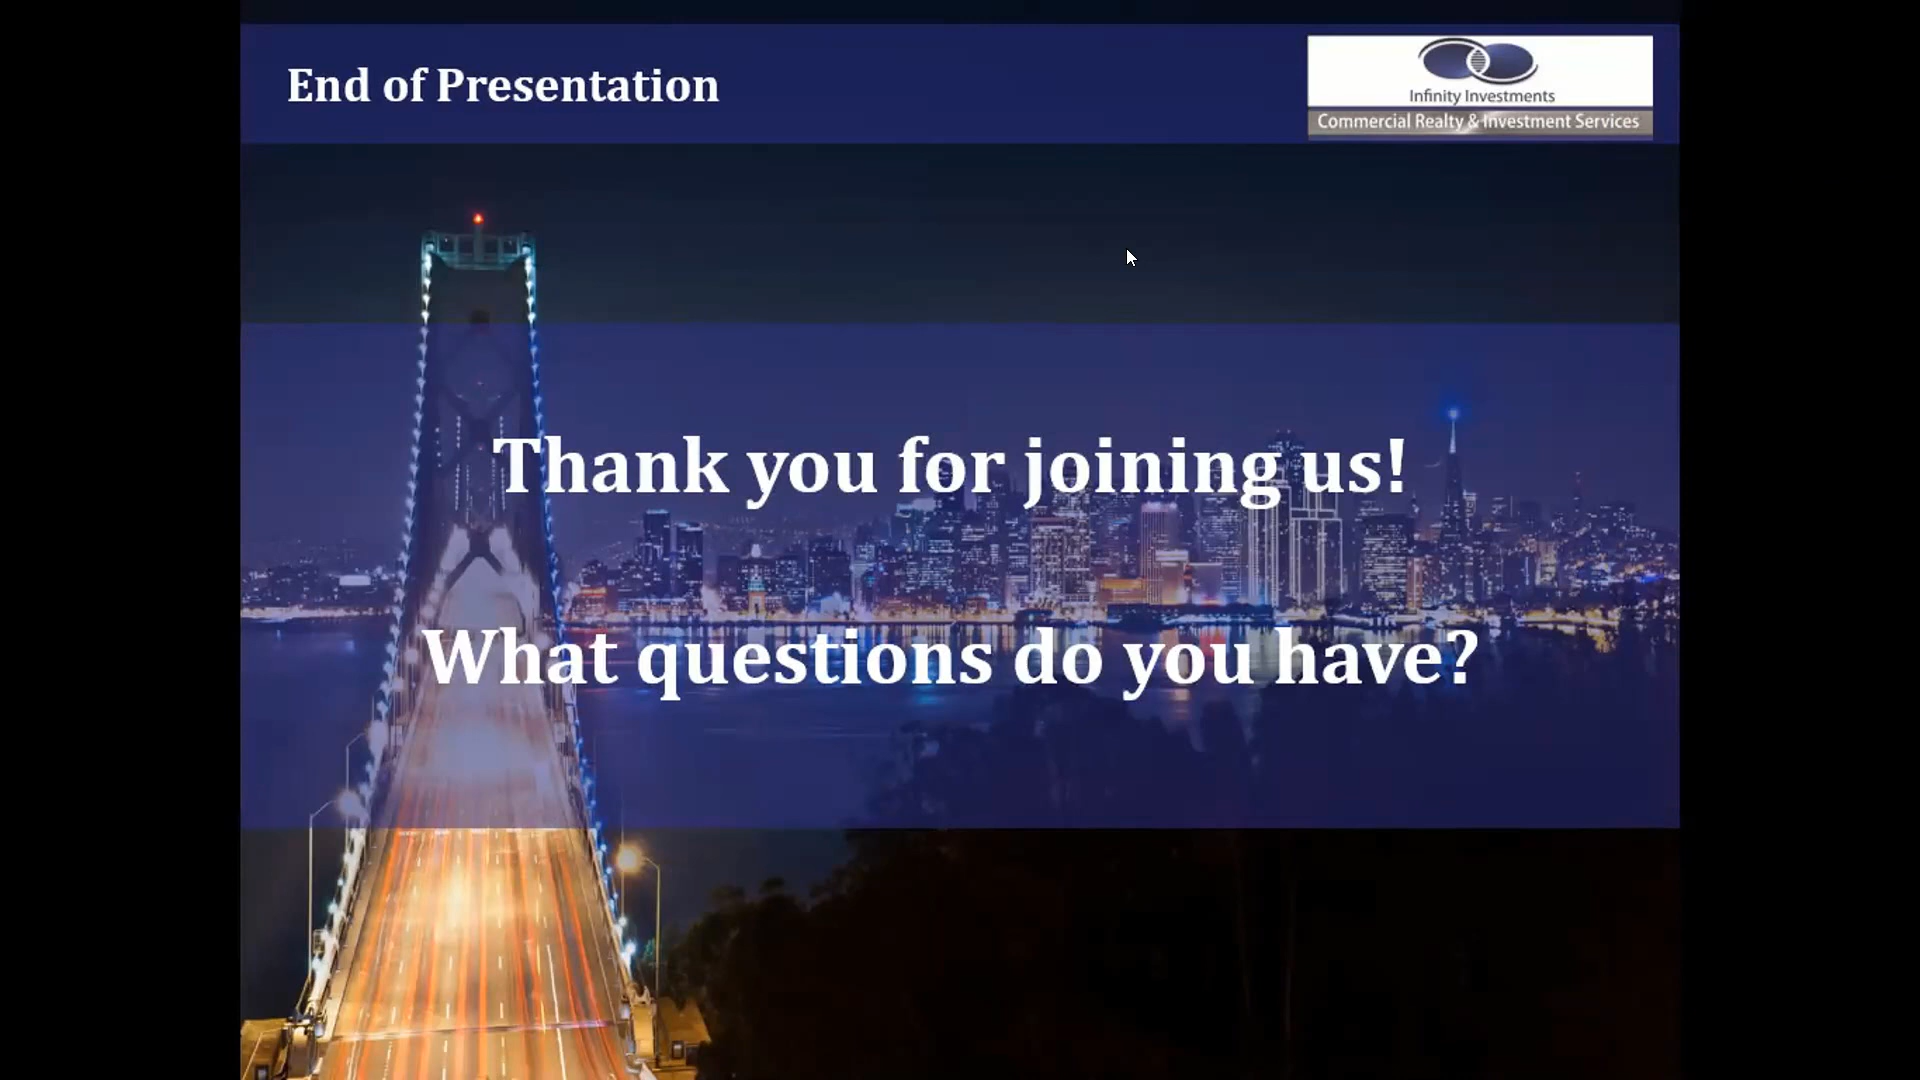 End of Presentation
Infinity Investments
Commercial Realty & Investment Services
Thank you for joining us!
What questions do you have?